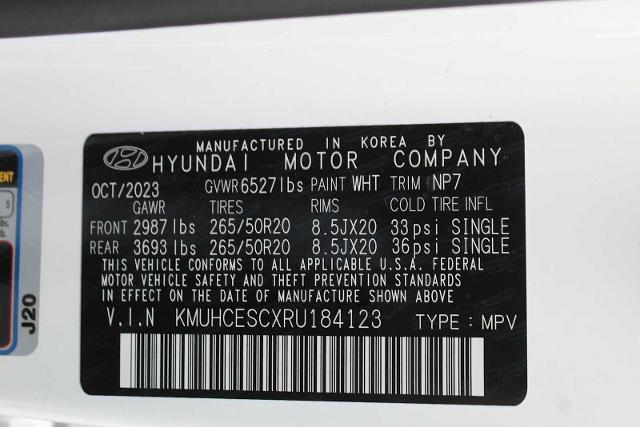 MANUFACTURED IN KOREA BY
HYUNDAI MOTOR COMPANY
OCT/2023 GVWR 6527lbs PAINT WHT TRIM NP7
GAWR TIRES RIMS COLD TIRE INFL
FRONT 2987 lbs 265/50R20 8.5JX20 33psi SINGLE
REAR 3693 lbs 265/50R20 8.5JX20 36psi SINGLE
THIS VEHICLE CONFORMS TO ALL APPLICABLE U.S.A. FEDERAL
MOTOR VEHICLE SAFETY AND THEFT PREVENTION STANDARDS
IN EFFECT ON THE DATE OF MANUFACTURE SHOWN ABOVE
V.I.N KMUHCESCXRU184123 TYPE : MPV
J20